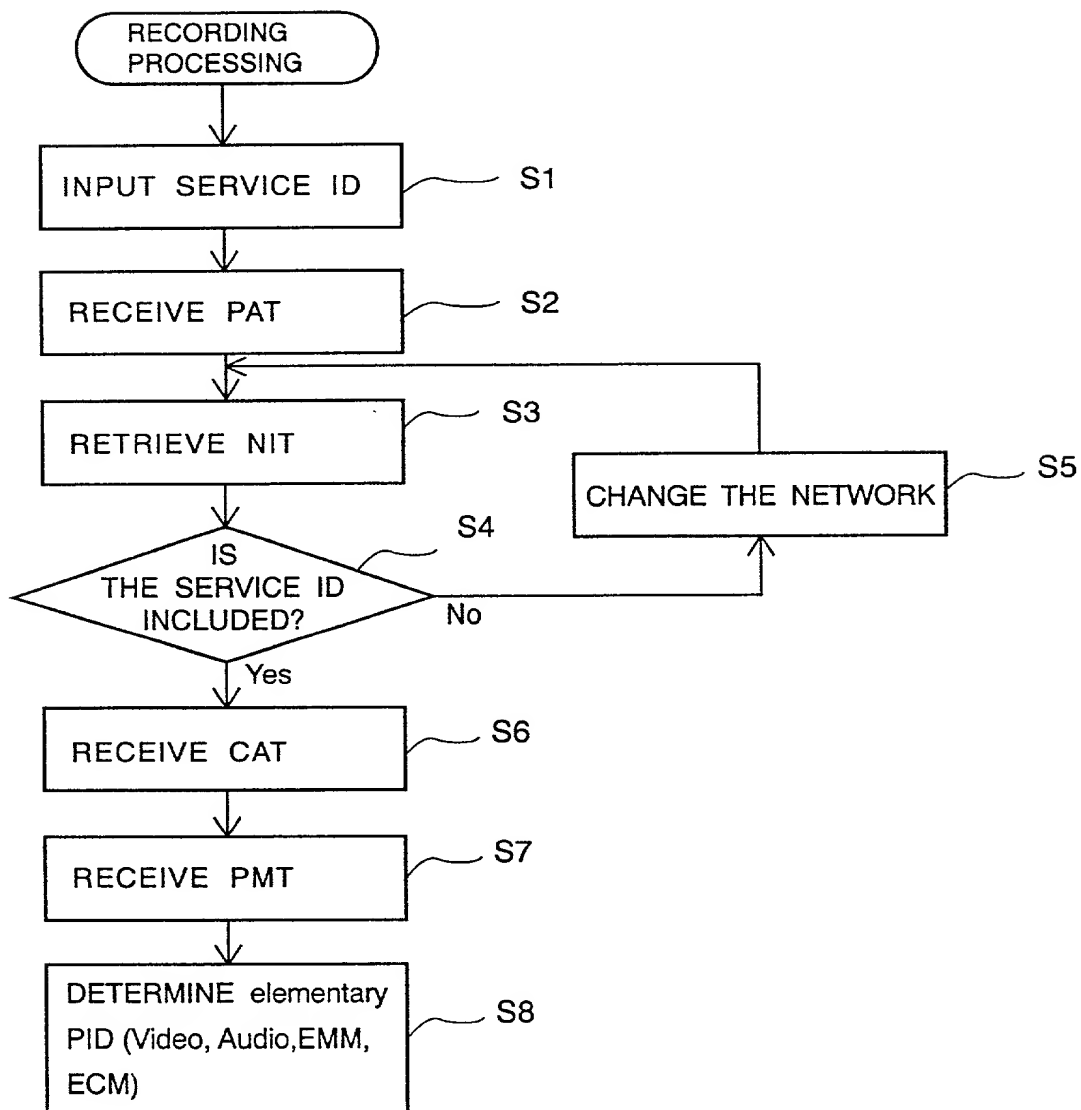 RECORDING
PROCESSING
INPUT SERVICE ID
S1
RECEIVE PAT
S2
RETRIEVE NIT
S3
CHANGE THE NETWORK
S5
IS
THE SERVICE ID
INCLUDED?
S4
No
Yes
RECEIVE CAT
S6
RECEIVE PMT
S7
DETERMINE elementary
PID (Video, Audio,EMM,
ECM)
S8